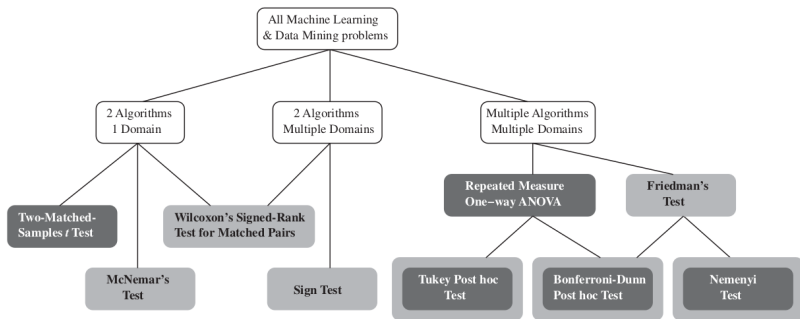 All Machine Learning
& Data Mining problems
2 Algorithms
1 Domain
2 Algorithms
Multiple Domains
Multiple Algorithms
Multiple Domains
Repeated Measure
One−way ANOVA
Friedman's
Test
Two-Matched-
Samples t Test
Wilcoxon's Signed-Rank
Test for Matched Pairs
McNemar's
Test
Sign Test
Tukey Post hoc
Test
Bonferroni-Dunn
Post hoc Test
Nemenyi
Test